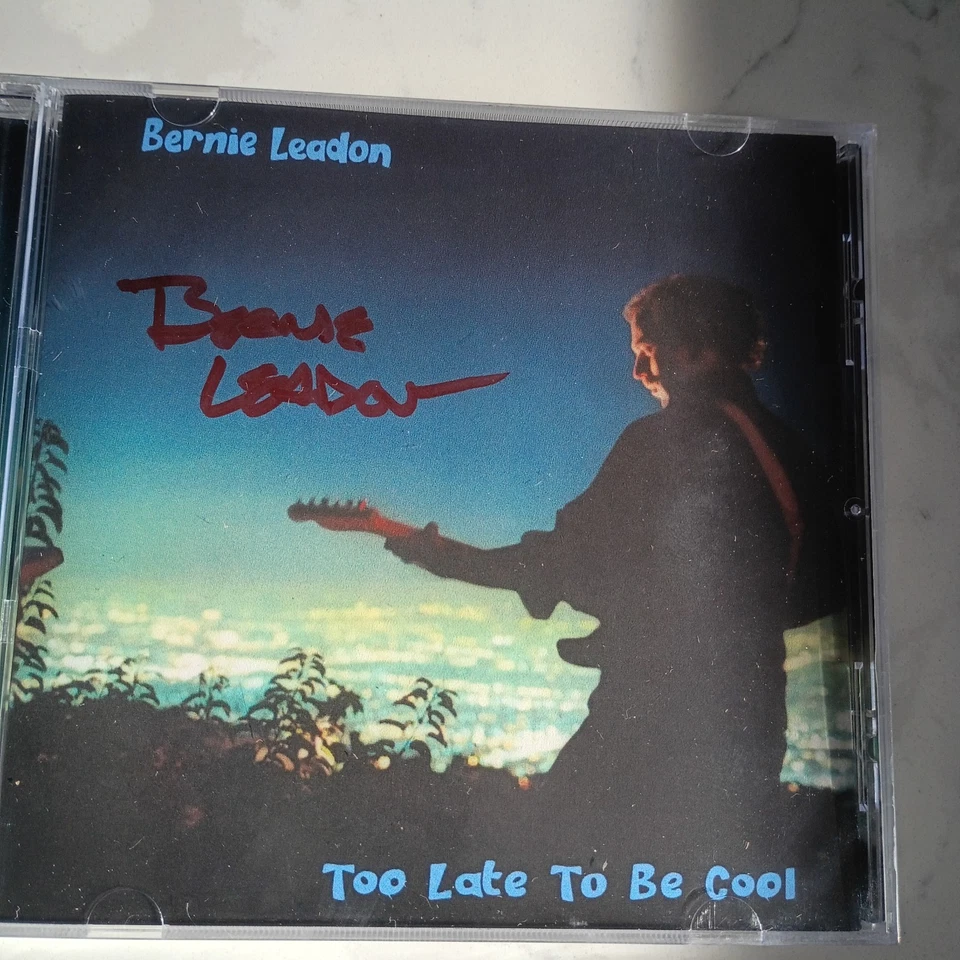 Bernie Leadon
BERNIE
LEADON
Too Late To Be Cool